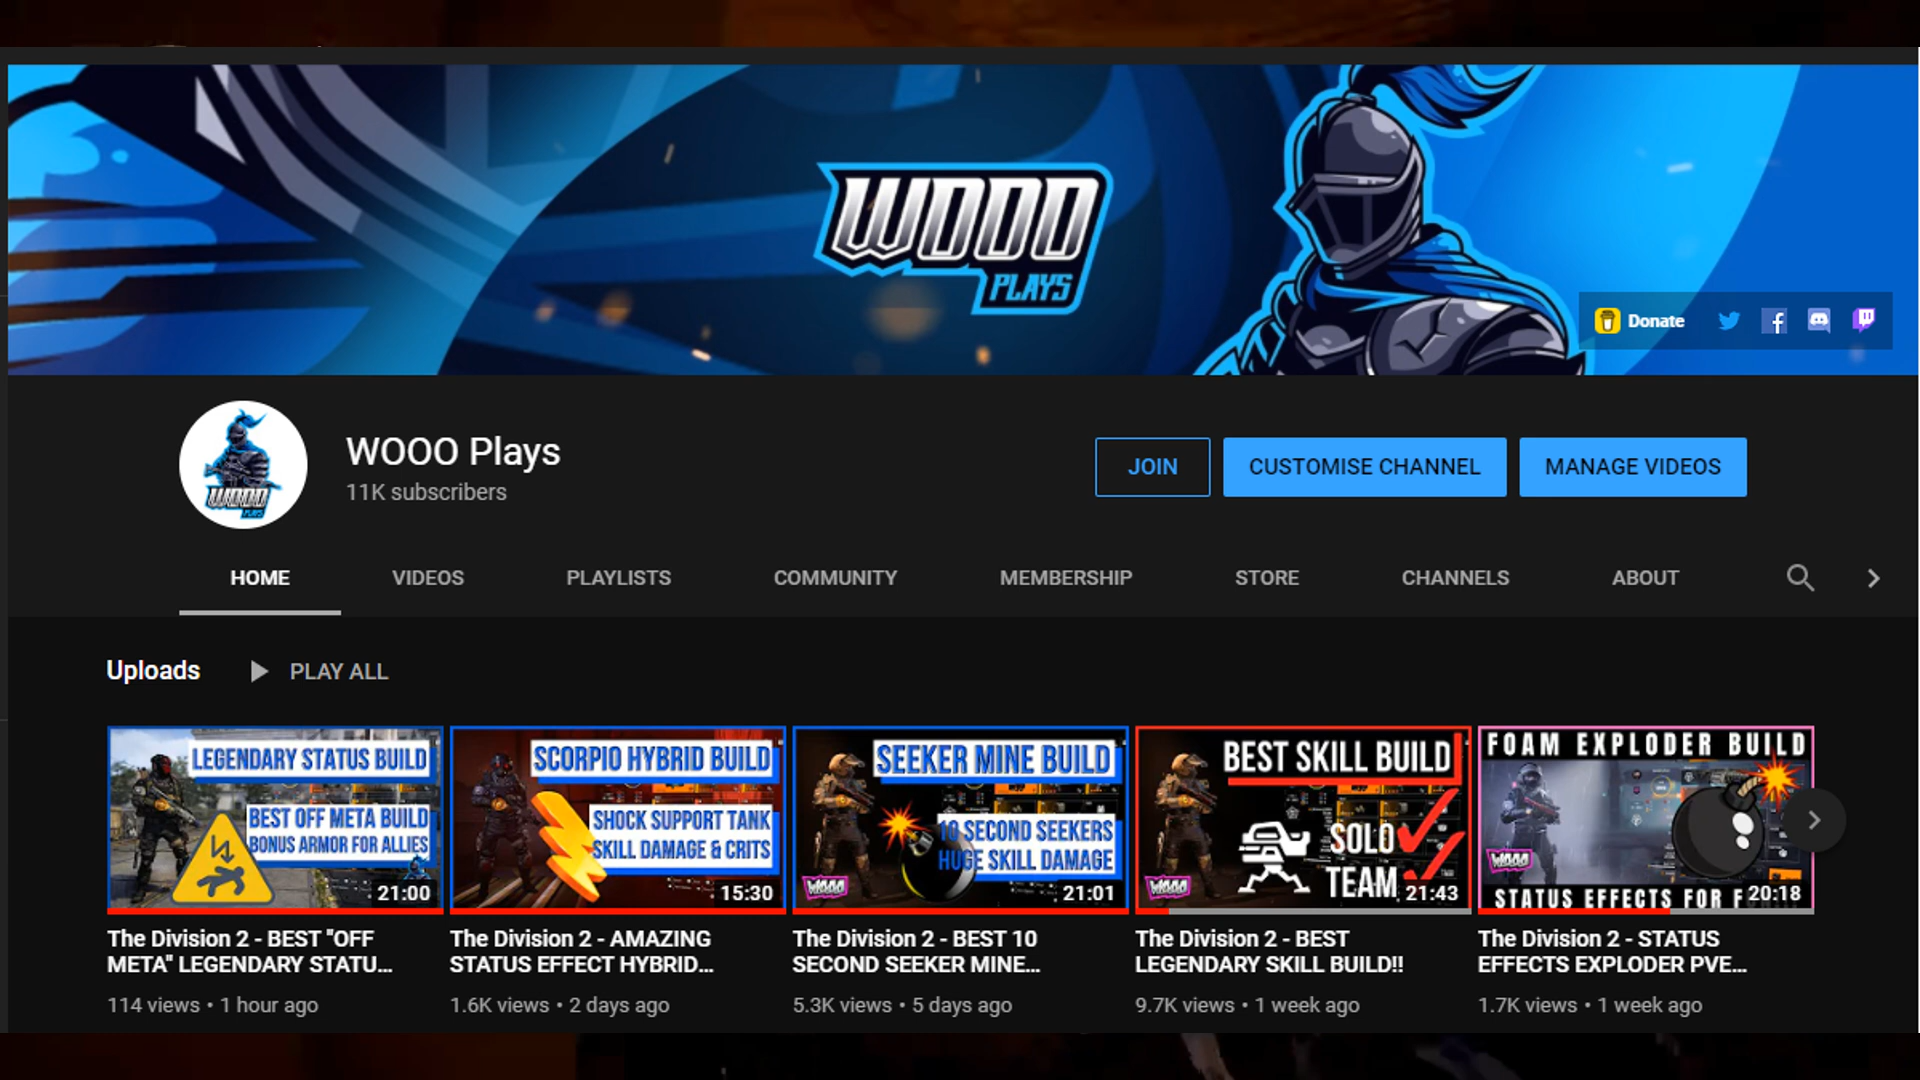 WOOO
PLAYS
Donate
WOOO
PLAYS
WOOO Plays
11K subscribers
JOIN
CUSTOMISE CHANNEL
MANAGE VIDEOS
HOME
VIDEOS
PLAYLISTS
COMMUNITY
MEMBERSHIP
STORE
CHANNELS
ABOUT
Uploads
PLAY ALL
LEGENDARY STATUS BUILD
BEST OFF META BUILD
BONUS ARMOR FOR ALLIES
21:00
The Division 2 - BEST "OFF
META" LEGENDARY STATU...
114 views • 1 hour ago
SCORPIO HYBRID BUILD
SHOCK SUPPORT TANK
SKILL DAMAGE & CRITS
15:30
The Division 2 - AMAZING
STATUS EFFECT HYBRID...
1.6K views • 2 days ago
SEEKER MINE BUILD
10 SECOND SEEKERS
HUGE SKILL DAMAGE
WOOO
21:01
The Division 2 - BEST 10
SECOND SEEKER MINE...
5.3K views • 5 days ago
BEST SKILL BUILD
SOLO
TEAM
WOOO
21:43
The Division 2 - BEST
LEGENDARY SKILL BUILD!!
9.7K views • 1 week ago
FOAM EXPLODER BUILD
WOOO
STATUS EFFECTS FOR
20:18
The Division 2 - STATUS
EFFECTS EXPLODER PVE...
1.7K views • 1 week ago